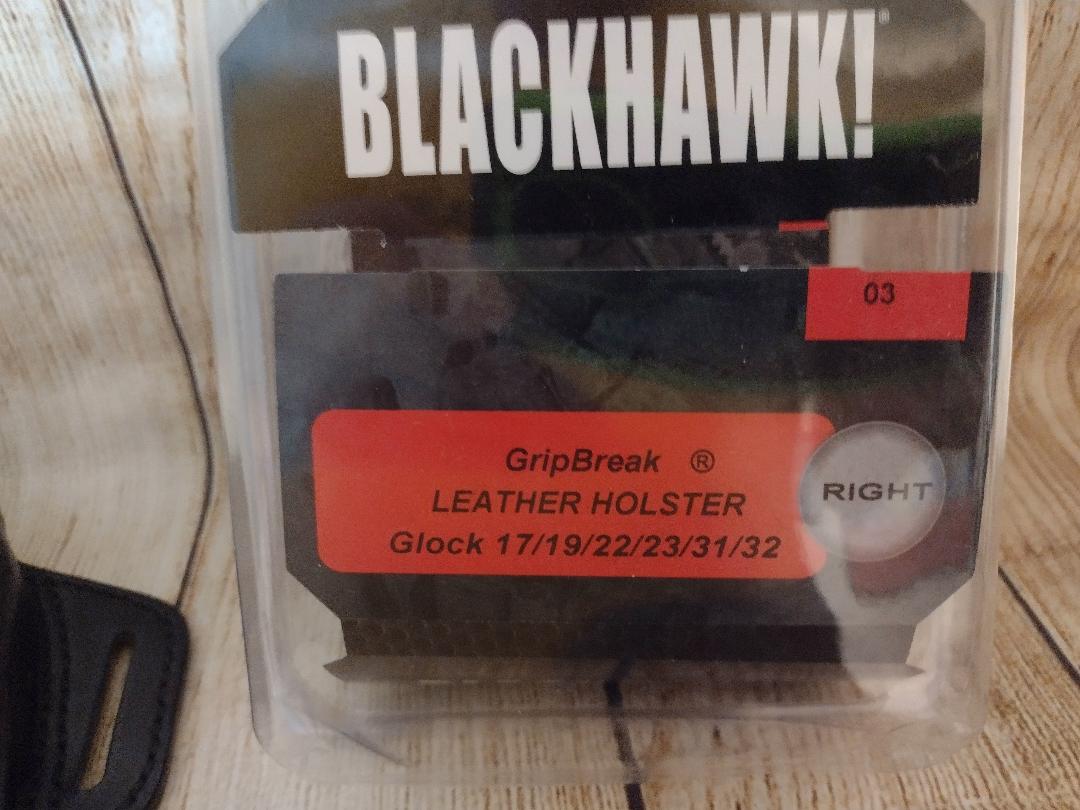 BLACKHAWK!®
03
GripBreak ®
LEATHER HOLSTER
Glock 17/19/22/23/31/32
RIGHT